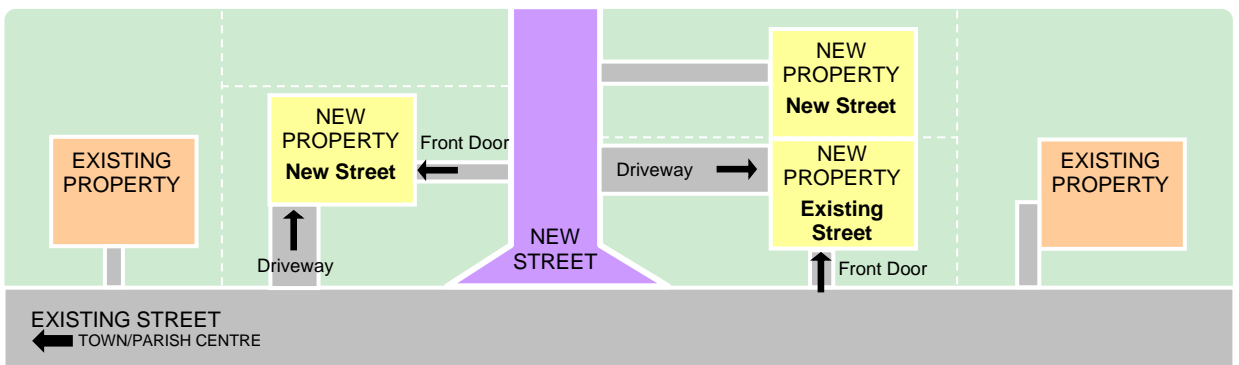 NEW
PROPERTY
New Street
NEW
PROPERTY
New Street
Front Door
EXISTING
PROPERTY
Driveway
NEW
PROPERTY
Existing
Street
EXISTING
PROPERTY
NEW
STREET
Driveway
Front Door
EXISTING STREET
TOWN/PARISH CENTRE